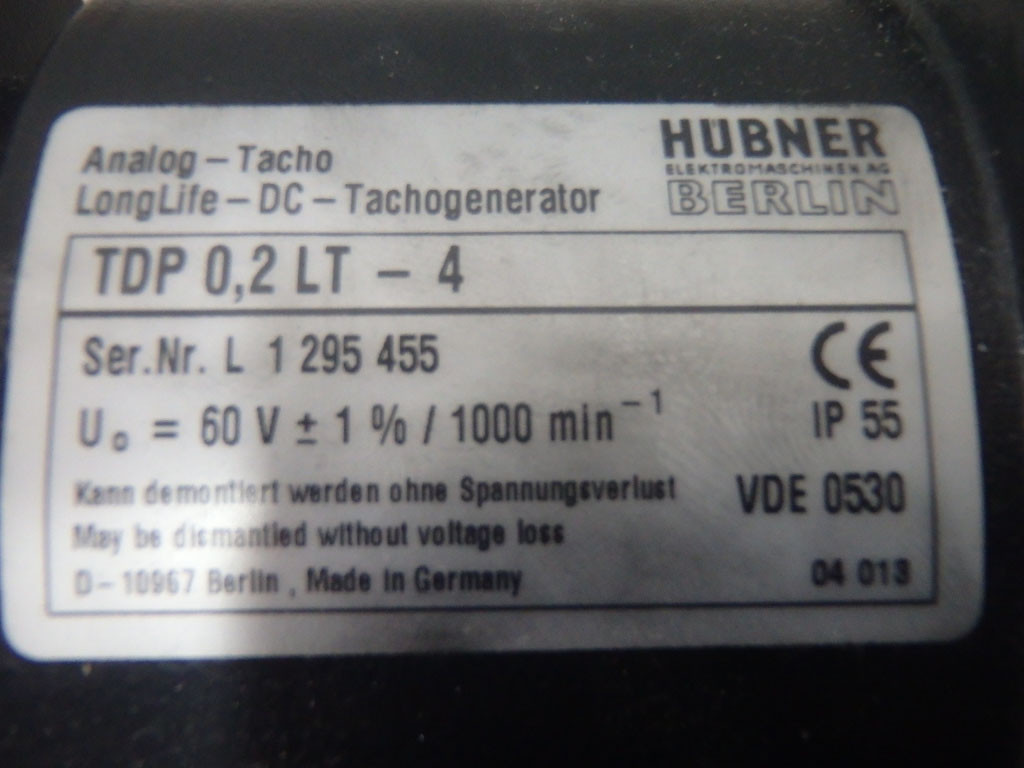 Analog – Tacho
LongLife – DC – Tachogenerator
HÜBNER
ELEKTROMASCHINEN AG
BERLIN
TDP 0,2 LT – 4
Ser.Nr. L 1 295 455
CE
U₀ = 60 V ± 1 % / 1000 min⁻¹
IP 55
Kann demontiert werden ohne Spannungsverlust
VDE 0530
May be dismantled without voltage loss
D – 10967 Berlin , Made in Germany
04 013